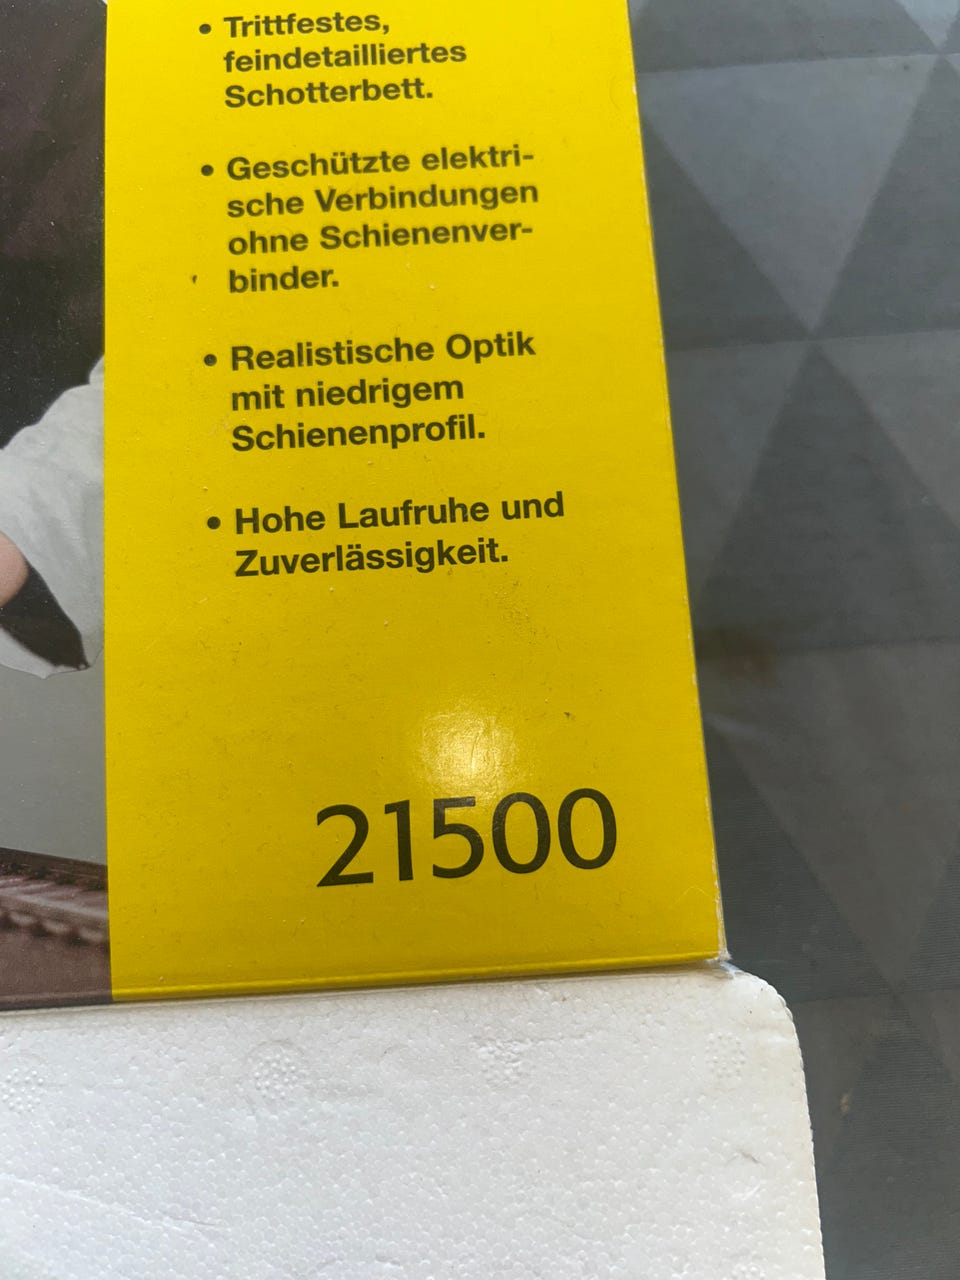 • Trittfestes,
feindetailliertes
Schotterbett.
• Geschützte elektri-
sche Verbindungen
ohne Schienenver-
binder.
• Realistische Optik
mit niedrigem
Schienenprofil.
• Hohe Laufruhe und
Zuverlässigkeit.
21500